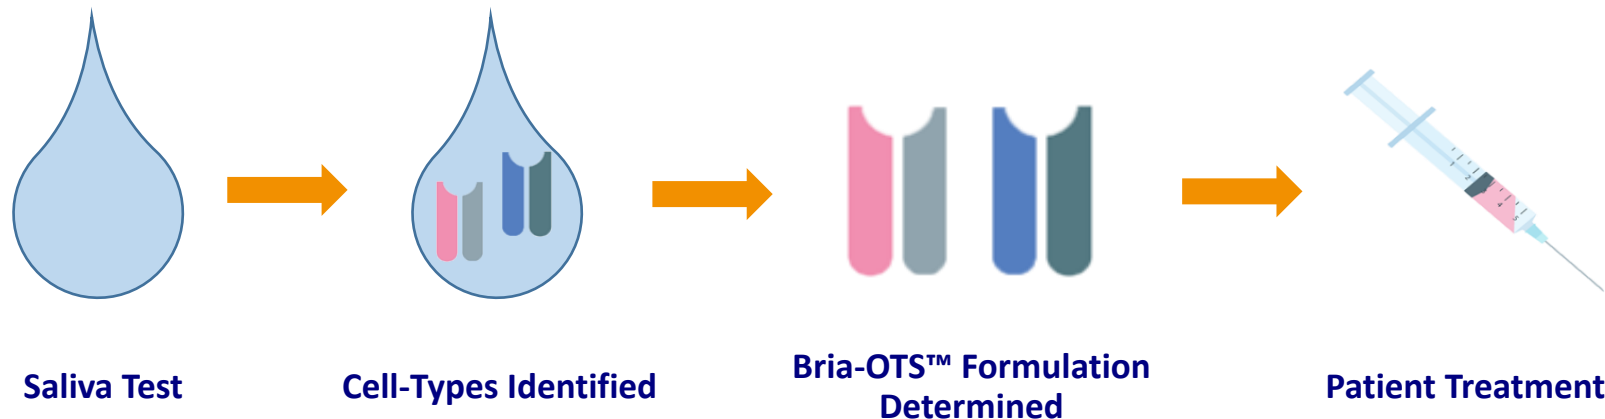 Saliva Test
Cell-Types Identified
Bria-OTS™ Formulation
Determined
Patient Treatment